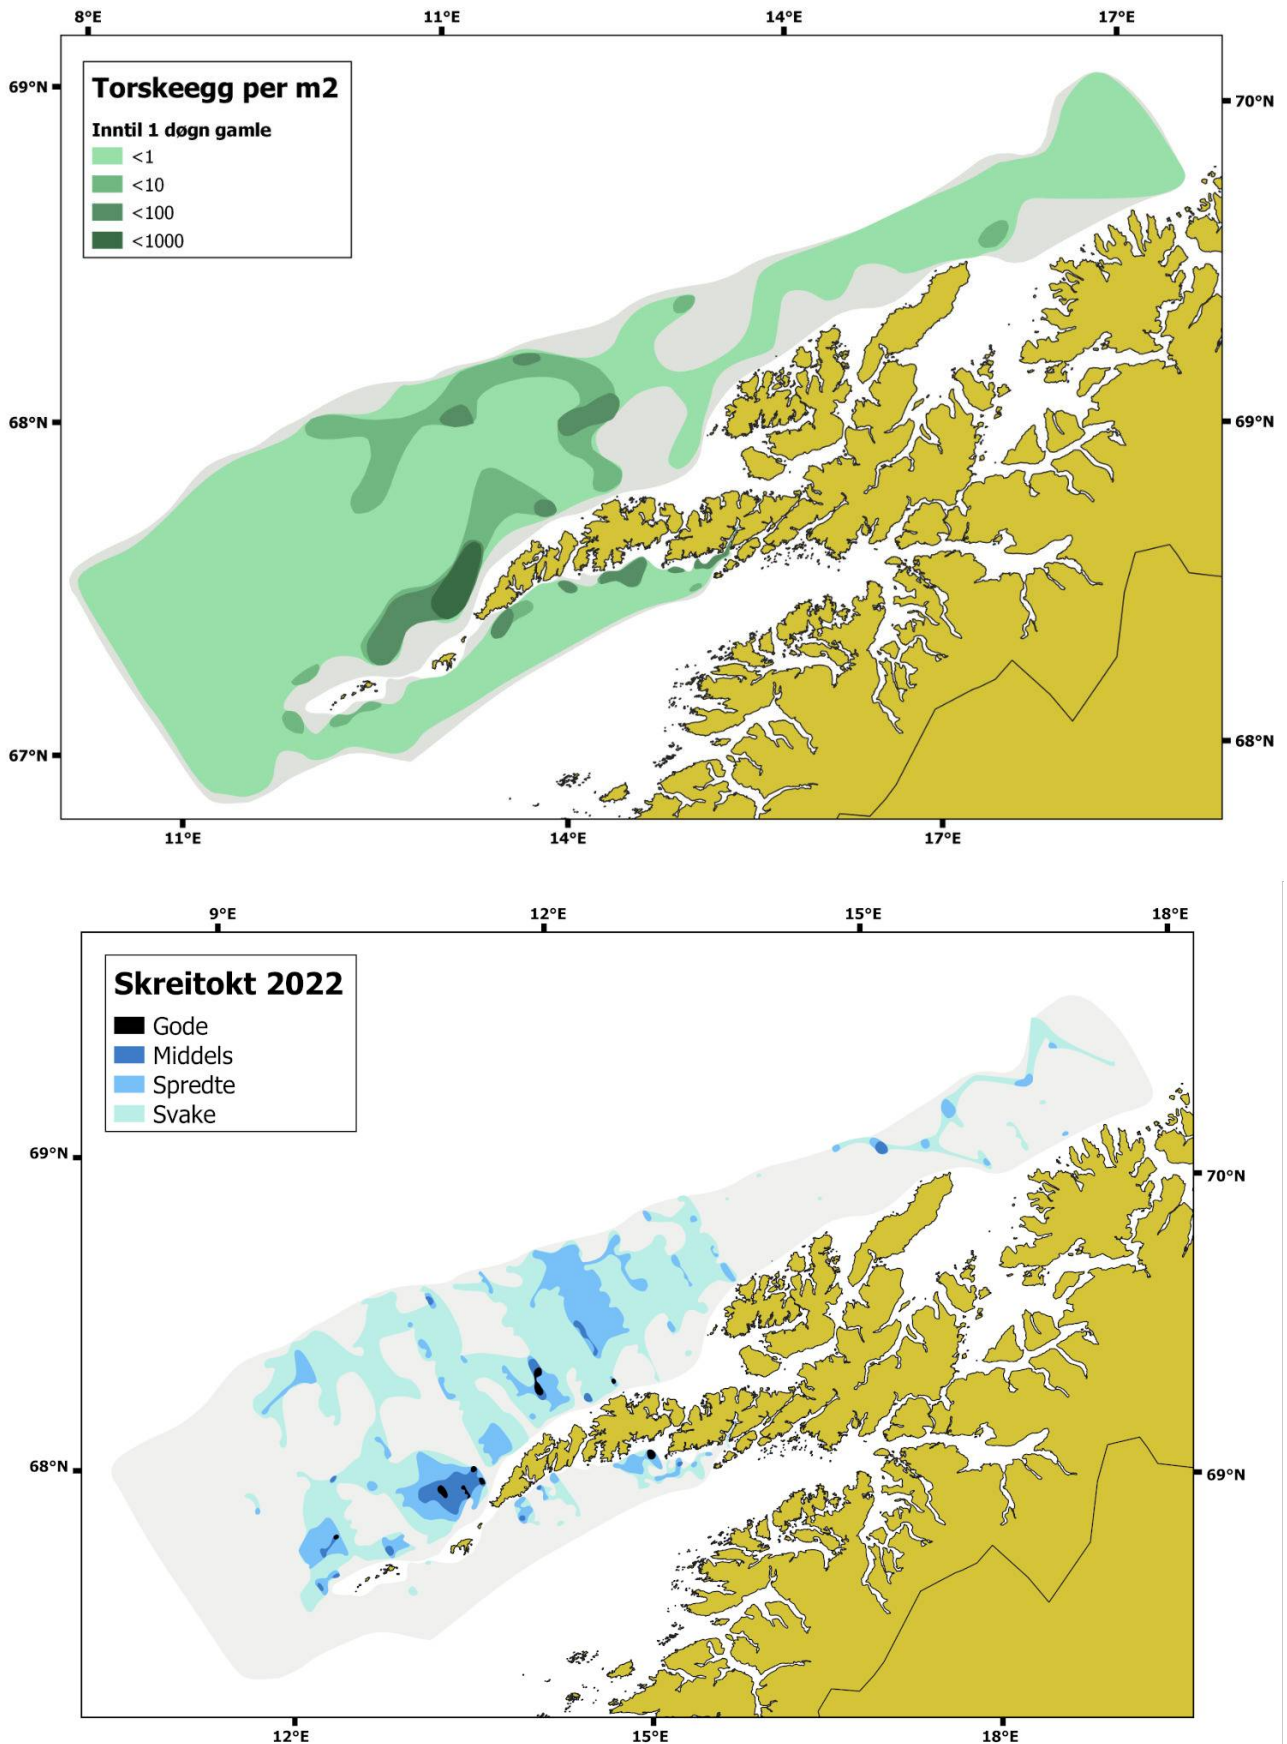 8°E 11°E 14°E 17°E
69°N
70°N
Torskeegg per m2
Inntil 1 døgn gamle
<1
<10
<100
<1000
68°N
69°N
67°N
68°N
11°E 14°E 17°E
9°E 12°E 15°E 18°E
Skreitokt 2022
Gode
Middels
Spredte
Svake
69°N
70°N
68°N
69°N
12°E 15°E 18°E